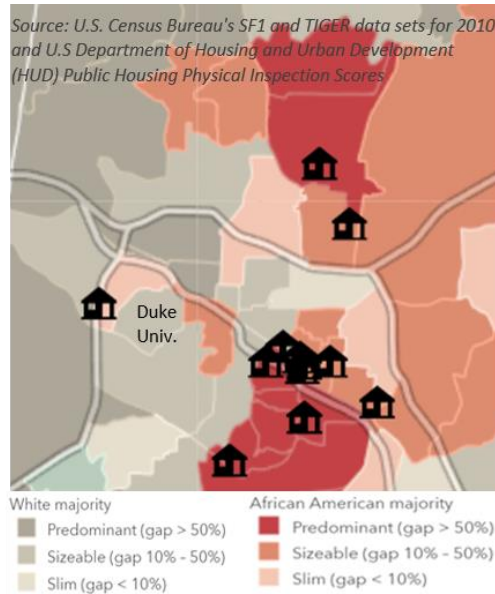 Source: U.S. Census Bureau's SF1 and TIGER data sets for 2010
and U.S Department of Housing and Urban Development
(HUD) Public Housing Physical Inspection Scores
Duke
Univ.
White majority
Predominant (gap > 50%)
Sizeable (gap 10% - 50%)
Slim (gap < 10%)
African American majority
Predominant (gap > 50%)
Sizeable (gap 10% - 50%)
Slim (gap < 10%)